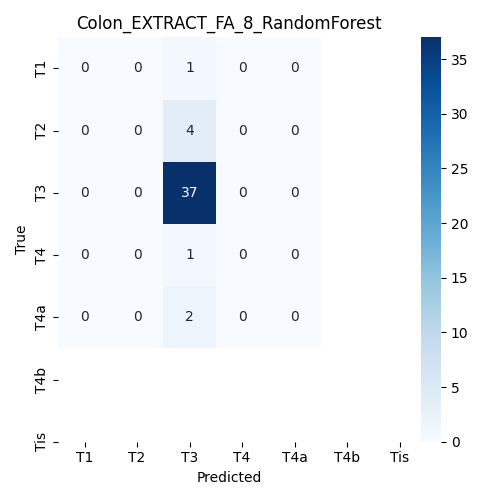 Colon_EXTRACT_FA_8_RandomForest
T1 0 0 1 0 0
T2 0 0 4 0 0
T3 0 0 37 0 0
T4 0 0 1 0 0
T4a 0 0 2 0 0
T4b
Tis
True
T1 T2 T3 T4 T4a T4b Tis
Predicted
35
30
25
20
15
10
5
0